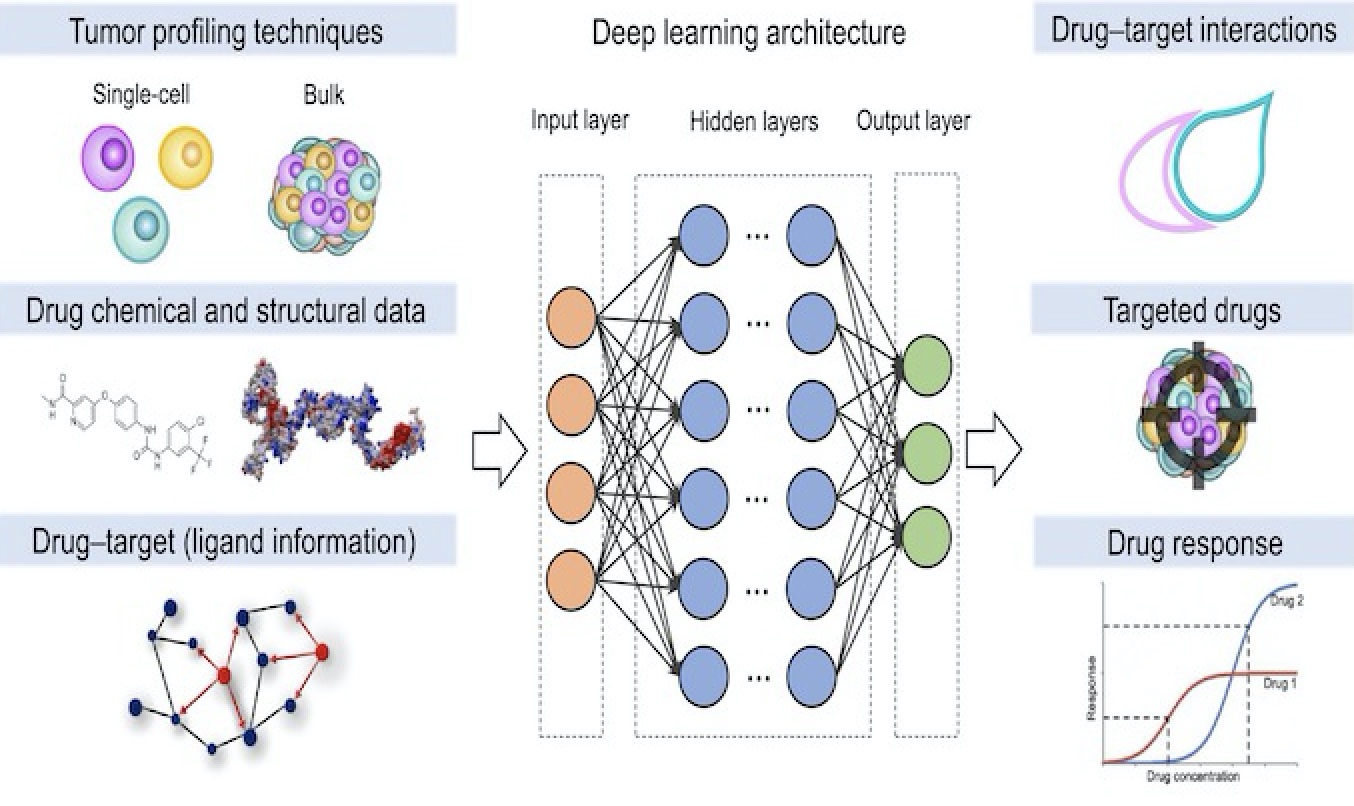 Tumor profiling techniques
Single-cell
Bulk
Drug chemical and structural data
O
N
H
N
O
NH
O
N
H
Cl
F
F
F
Drug–target (ligand information)
Deep learning architecture
Input layer
Hidden layers
Output layer
...
...
...
...
...
...
Drug–target interactions
Targeted drugs
Drug response
Drug 2
Drug 1
Response
Drug concentration